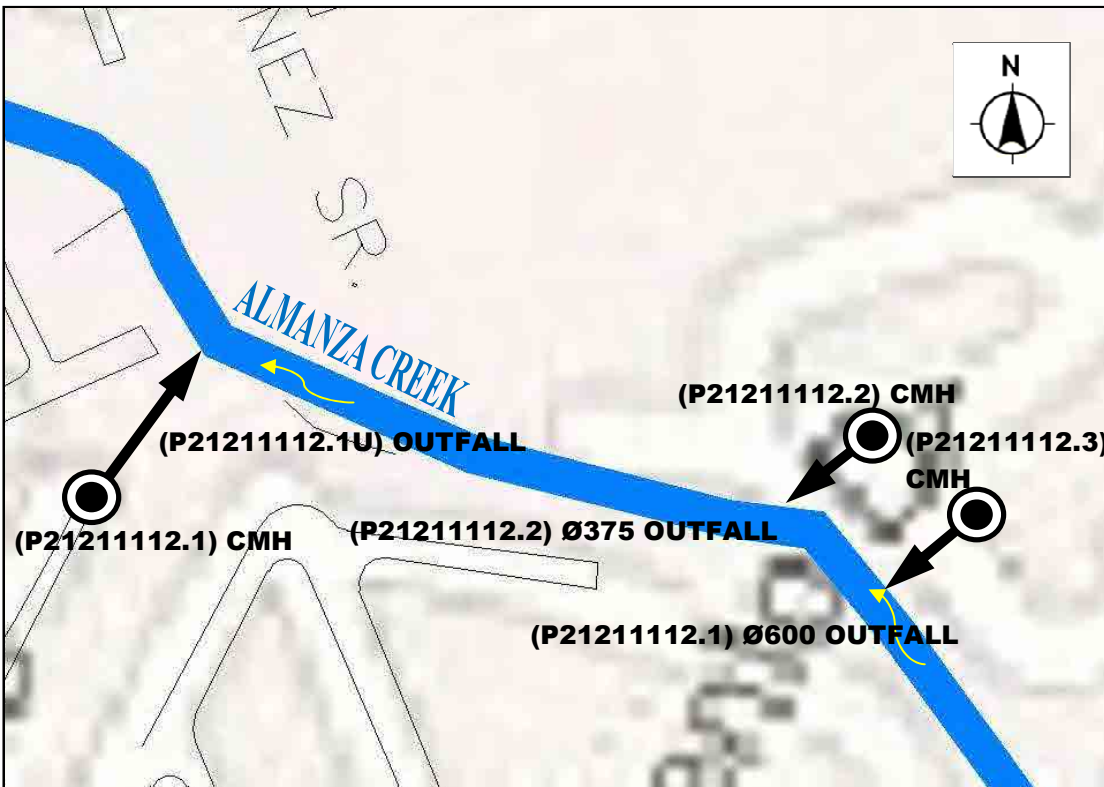 N
NEZ SR.
ALMANZA CREEK
(P21211112.2) CMH
(P21211112.1U) OUTFALL
(P21211112.3)
CMH
(P21211112.1) CMH
(P21211112.2) Ø375 OUTFALL
(P21211112.1) Ø600 OUTFALL